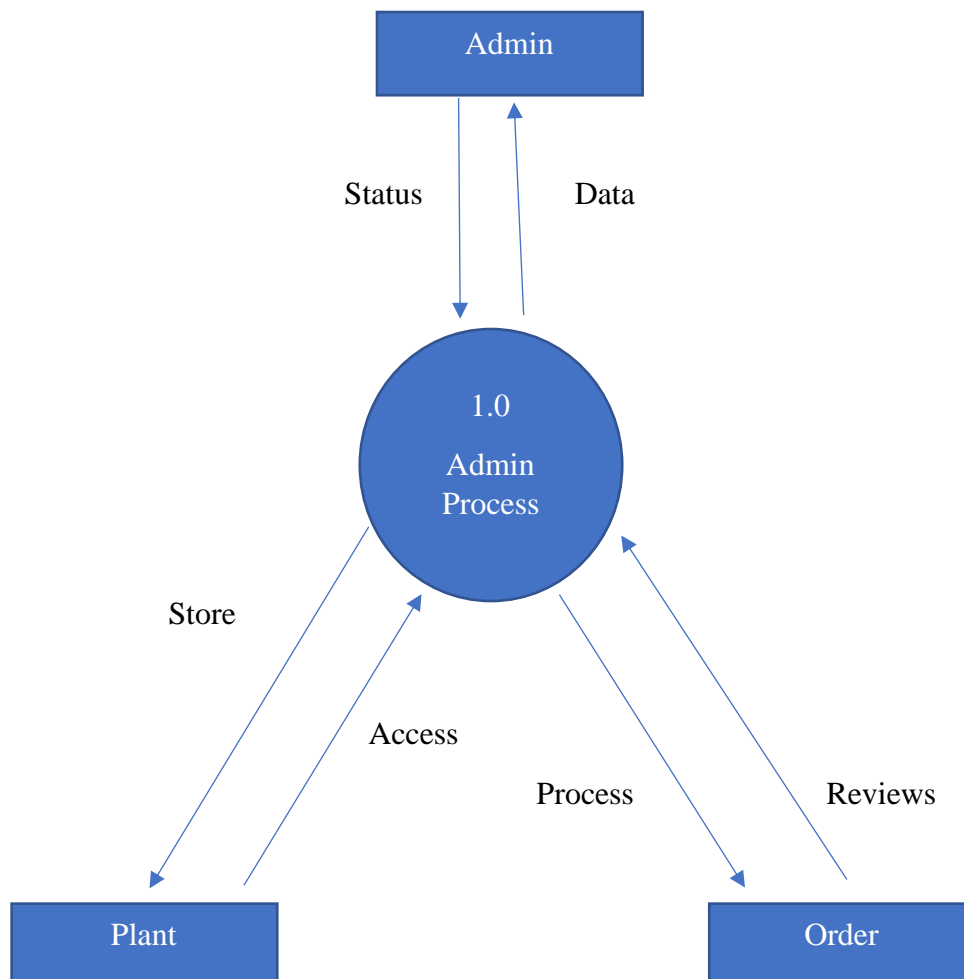 Admin
Status
Data
1.0
Admin
Process
Store
Access
Process
Reviews
Plant
Order